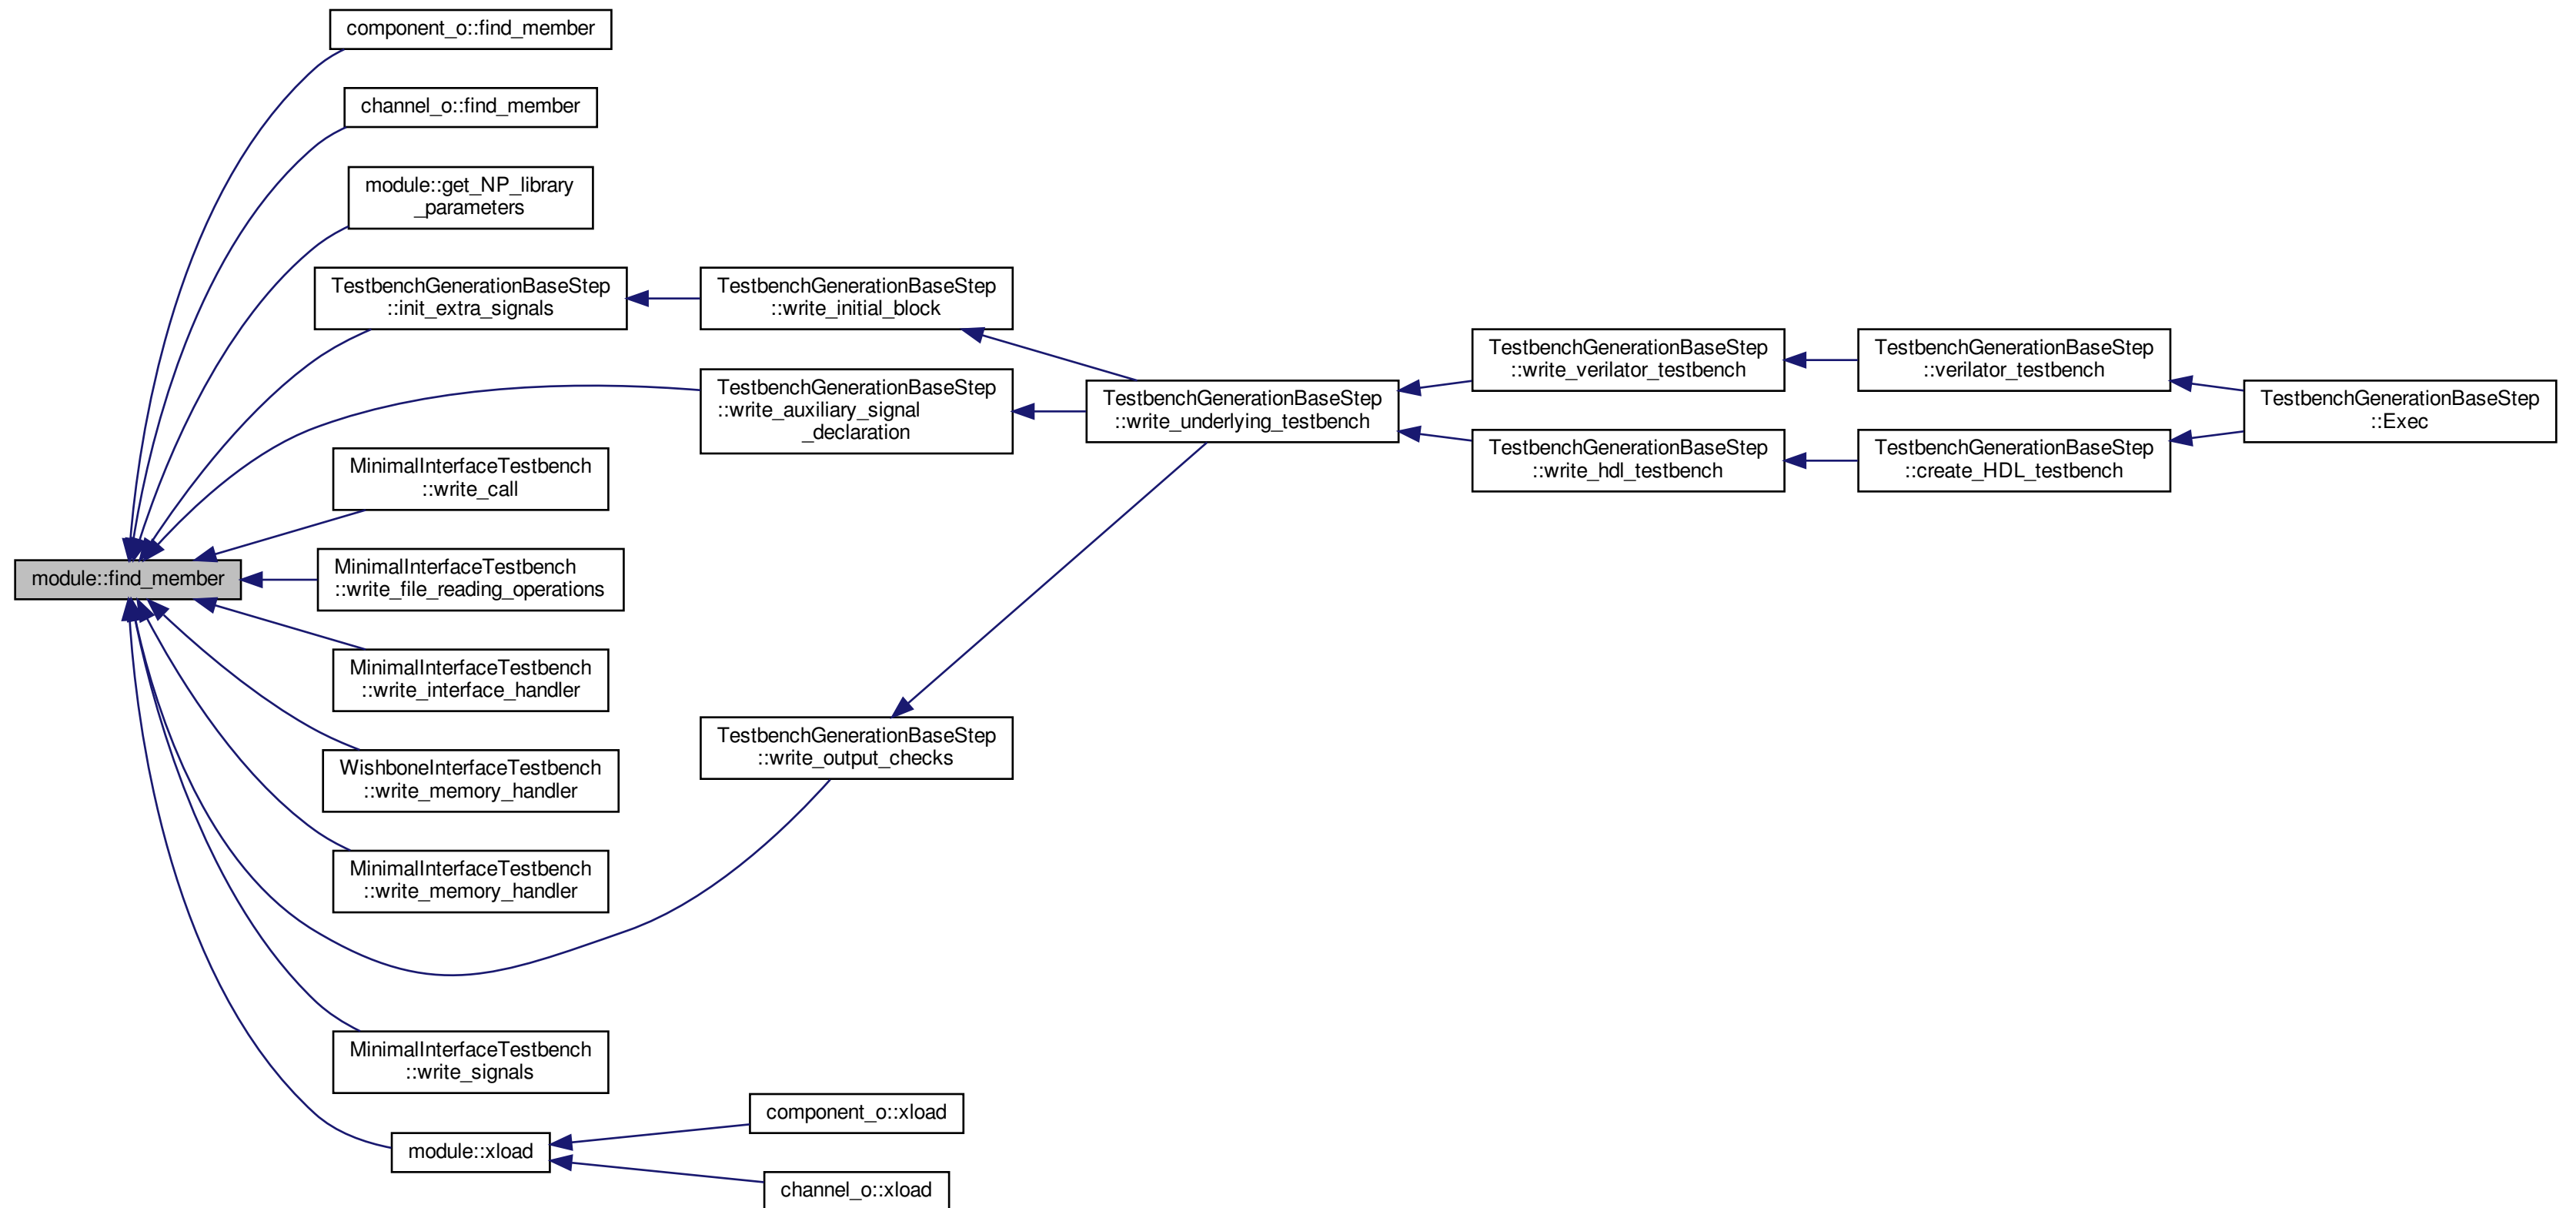 component_o::find_member
channel_o::find_member
module::get_NP_library
_parameters
TestbenchGenerationBaseStep
::init_extra_signals
TestbenchGenerationBaseStep
::write_initial_block
TestbenchGenerationBaseStep
::write_auxiliary_signal
_declaration
TestbenchGenerationBaseStep
::write_underlying_testbench
TestbenchGenerationBaseStep
::write_verilator_testbench
TestbenchGenerationBaseStep
::verilator_testbench
TestbenchGenerationBaseStep
::Exec
TestbenchGenerationBaseStep
::write_hdl_testbench
TestbenchGenerationBaseStep
::create_HDL_testbench
MinimalInterfaceTestbench
::write_call
module::find_member
MinimalInterfaceTestbench
::write_file_reading_operations
MinimalInterfaceTestbench
::write_interface_handler
TestbenchGenerationBaseStep
::write_output_checks
WishboneInterfaceTestbench
::write_memory_handler
MinimalInterfaceTestbench
::write_memory_handler
MinimalInterfaceTestbench
::write_signals
module::xload
component_o::xload
channel_o::xload